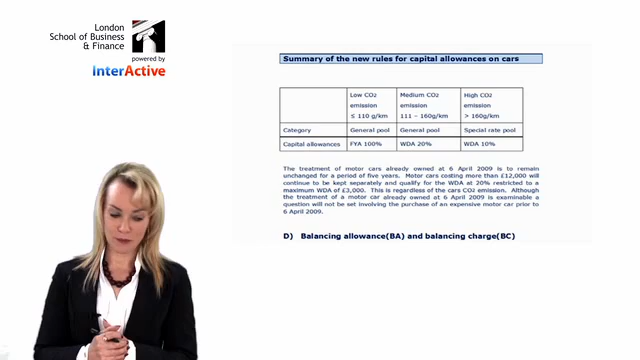 London
School of Business
& Finance
powered by
InterActive
Summary of the new rules for capital allowances on cars
Low CO2 emission ≤ 110 g/km
Medium CO2 emission 111 – 160g/km
High CO2 emission > 160g/km
Category General pool General pool Special rate pool
Capital allowances FYA 100% WDA 20% WDA 10%
The treatment of motor cars already owned at 6 April 2009 is to remain
unchanged for a period of five years. Motor cars costing more than £12,000 will
continue to be kept separately and qualify for the WDA at 20% restricted to a
maximum WDA of £3,000. This is regardless of the cars CO2 emission. Although
the treatment of a motor car already owned at 6 April 2009 is examinable a
question will not be set involving the purchase of an expensive motor car prior to
6 April 2009.
D) Balancing allowance(BA) and balancing charge(BC)